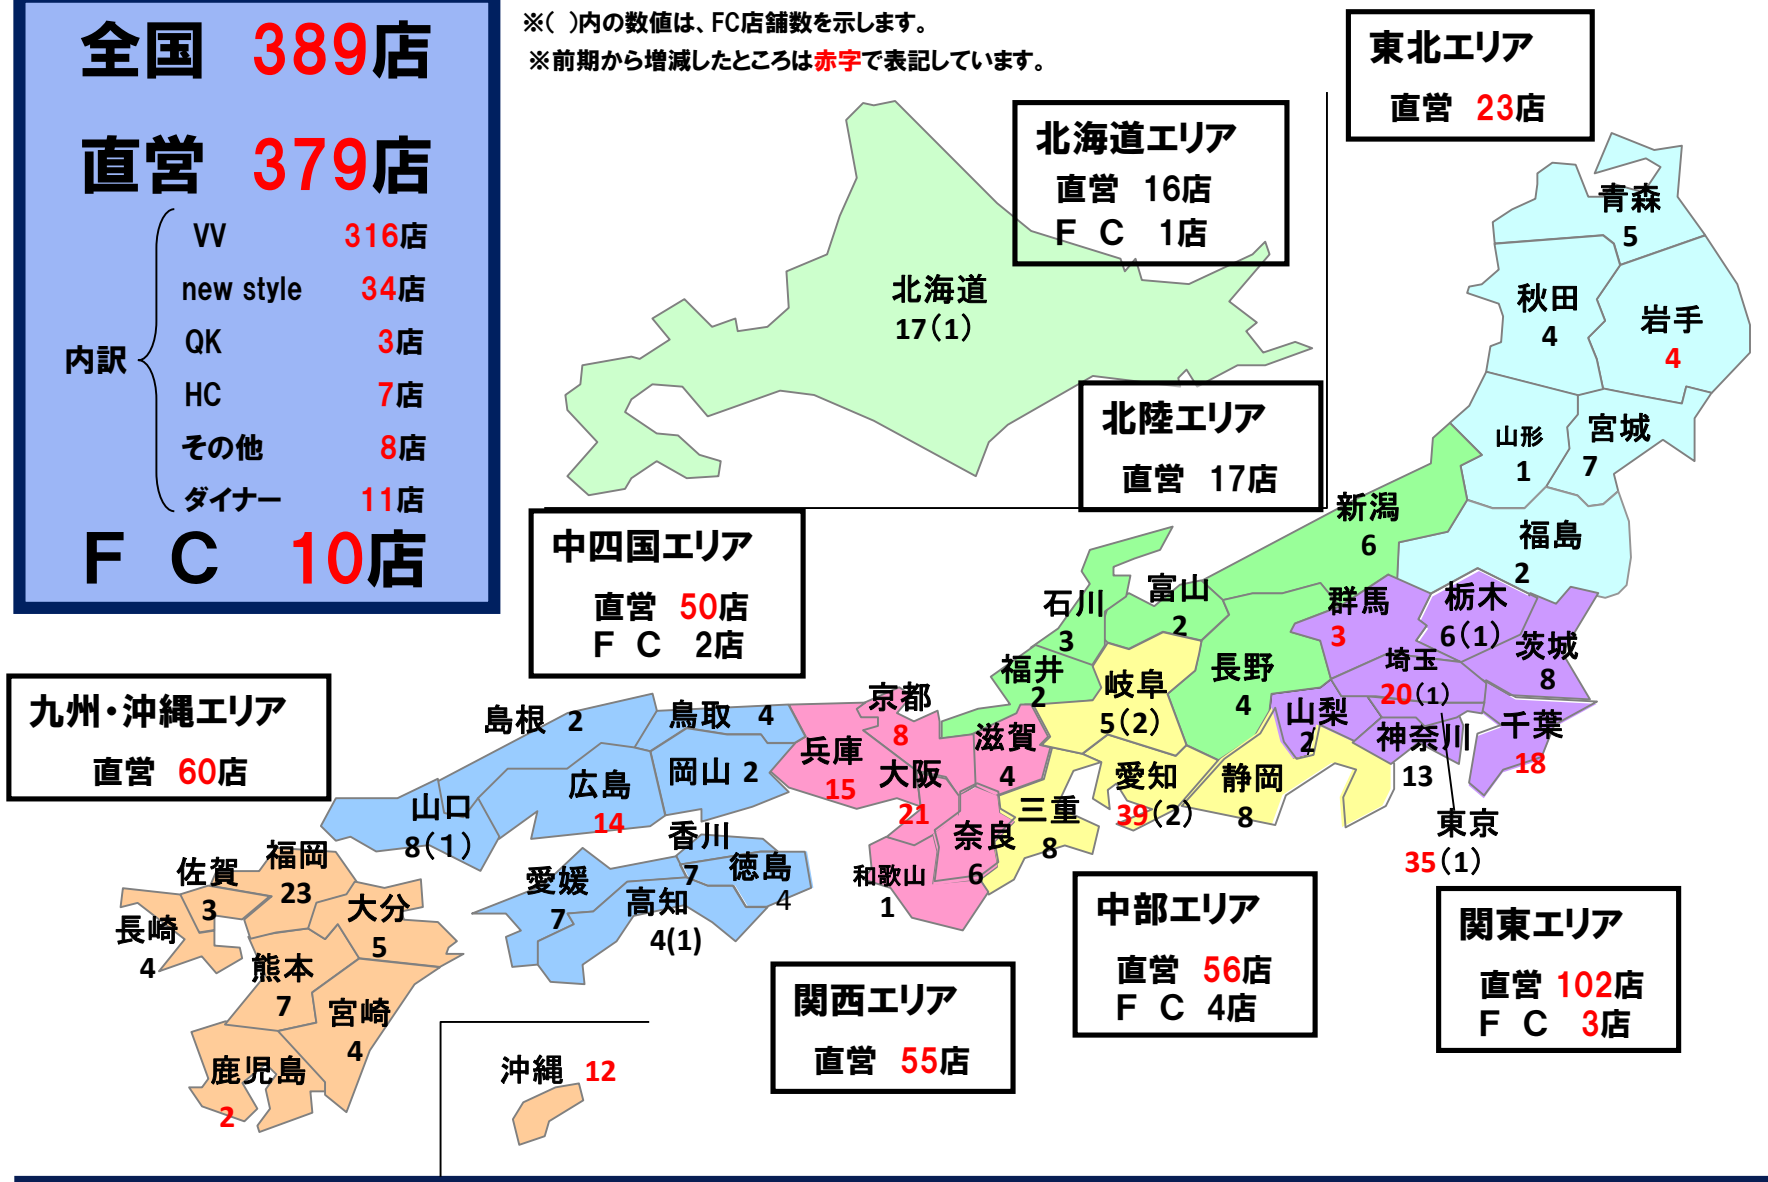 全国 389店
直営 379店
内訳
VV 316店
new style 34店
QK 3店
HC 7店
その他 8店
ダイナー 11店
ＦＣ 10店
※( )内の数値は、FC店舗数を示します。
※前期から増減したところは赤字で表記しています。
北海道エリア
直営 16店
ＦＣ 1店
北海道
17(1)
東北エリア
直営 23店
青森
5
秋田
4
岩手
4
山形
1
宮城
7
福島
2
北陸エリア
直営 17店
新潟
6
富山
2
石川
3
福井
2
長野
4
関東エリア
直営 102店
ＦＣ 3店
群馬
3
栃木
6(1)
茨城
8
埼玉
20(1)
千葉
18
山梨
2
神奈川
13
東京
35(1)
中部エリア
直営 56店
ＦＣ 4店
岐阜
5(2)
愛知
39(2)
静岡
8
三重
8
関西エリア
直営 55店
京都
8
滋賀
4
兵庫
15
大阪
21
奈良
6
和歌山
1
中四国エリア
直営 50店
ＦＣ 2店
島根 2
鳥取 4
岡山 2
広島
14
山口
8(1)
香川
7
徳島
4
愛媛
7
高知
4(1)
九州・沖縄エリア
直営 60店
福岡
23
佐賀
3
長崎
4
大分
5
熊本
7
宮崎
4
鹿児島
2
沖縄 12